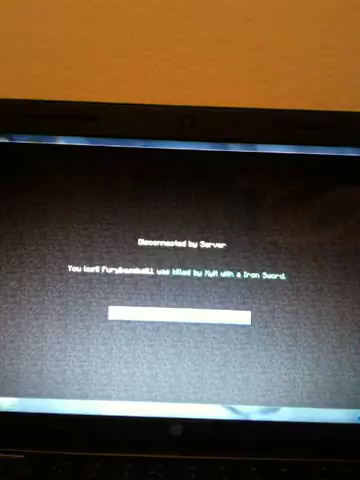 Disconnected by Server
You lost! was killed by with a Iron Sword.